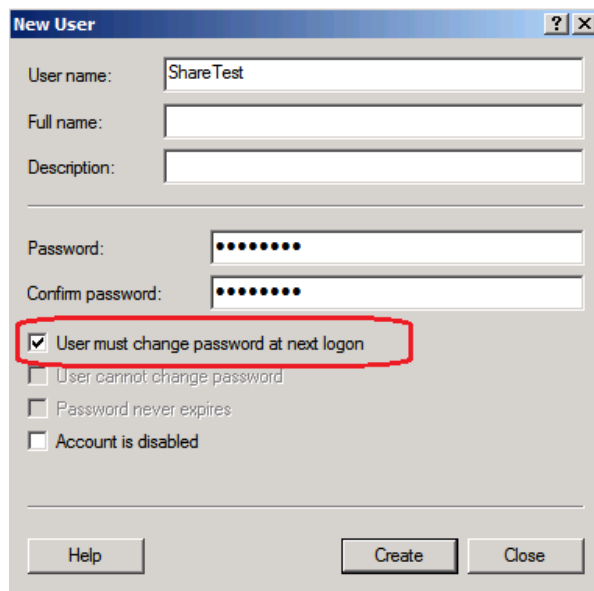 New User
User name: ShareTest
Full name:
Description:
Password: ●●●●●●●●
Confirm password: ●●●●●●●●
User must change password at next logon
User cannot change password
Password never expires
Account is disabled
Help Create Close